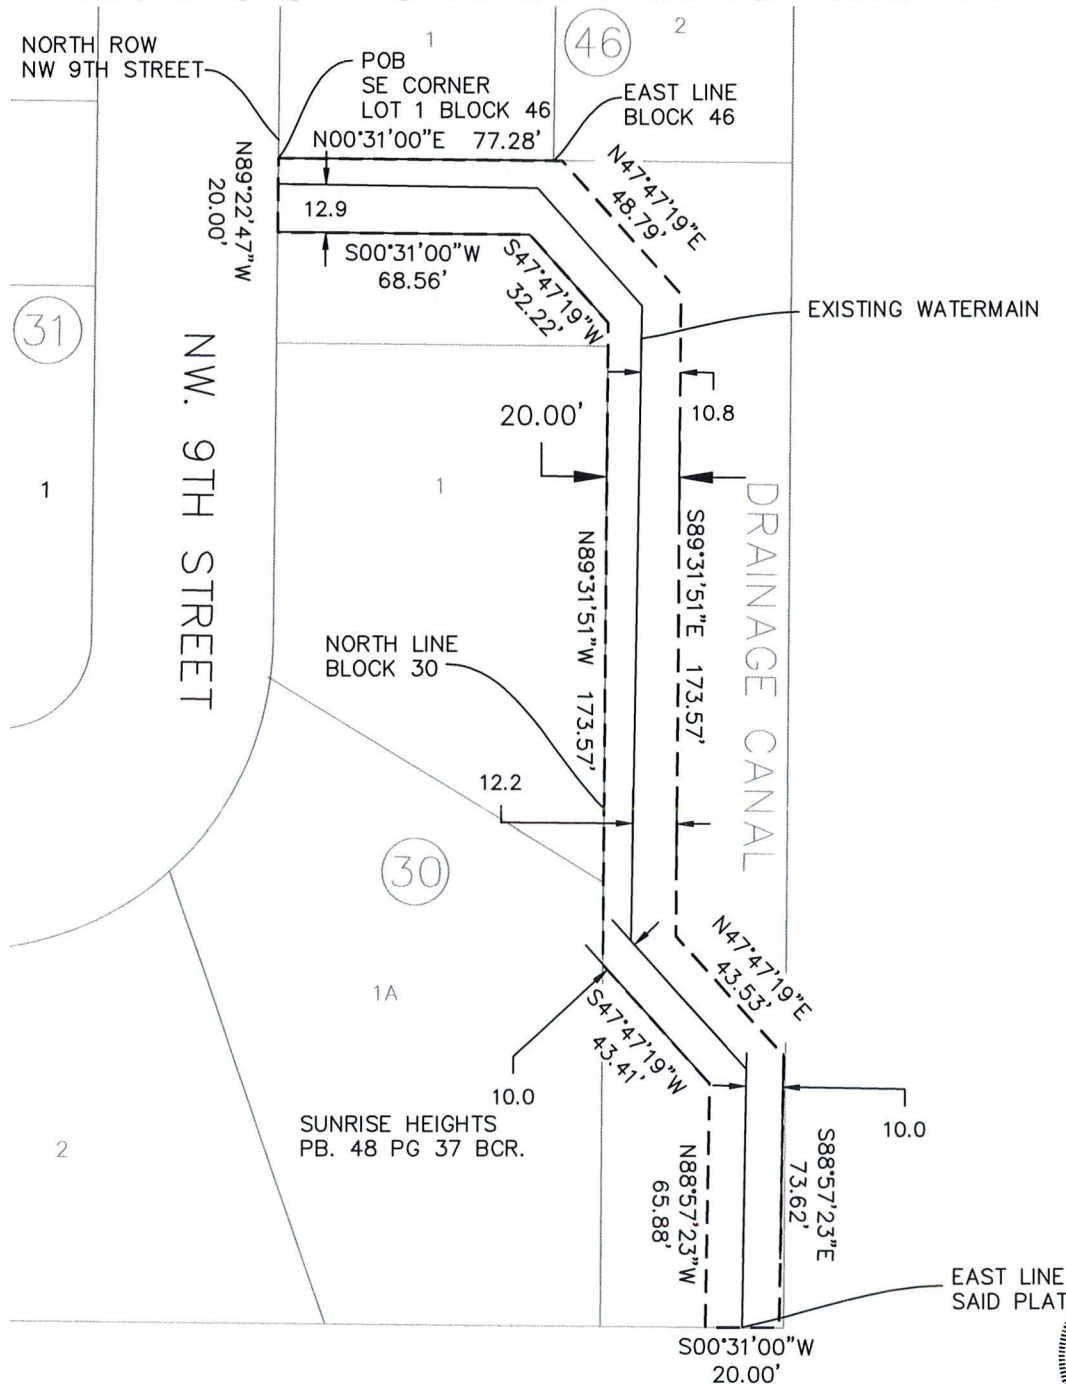 NORTH ROW
NW 9TH STREET
1
46
2
POB
SE CORNER
LOT 1 BLOCK 46
EAST LINE
BLOCK 46
N00°31'00"E 77.28'
N47°47'19"E
48.79'
N89°22'47"W
20.00'
12.9
S00°31'00"W
68.56'
S47°47'19"W
32.22'
EXISTING WATERMAIN
31
NW. 9TH STREET
20.00'
10.8
1
1
DRAINAGE CANAL
N89°31'51"W 173.57'
S89°31'51"E 173.57'
NORTH LINE
BLOCK 30
12.2
30
N47°47'19"E
43.53'
1A
S47°47'19"W
43.41'
10.0
SUNRISE HEIGHTS
PB. 48 PG 37 BCR.
10.0
2
N88°57'23"W
65.88'
S88°57'23"E
73.62'
EAST LINE
SAID PLAT
S00°31'00"W
20.00'